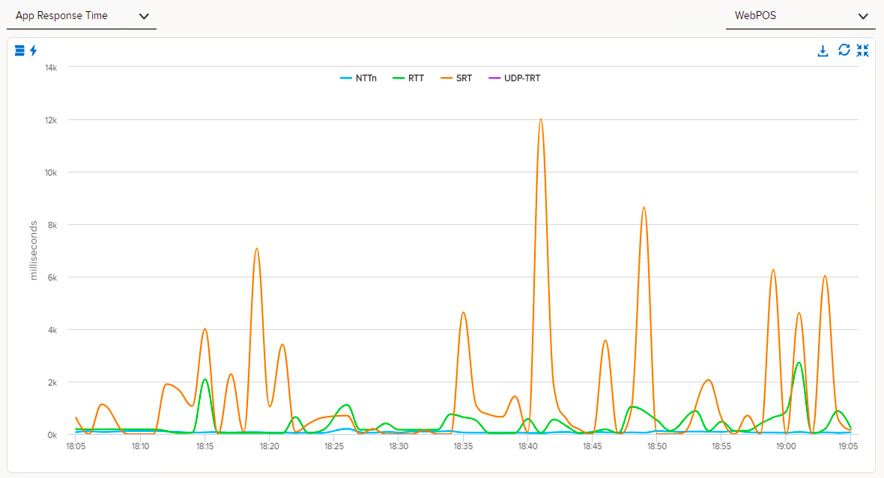 App Response Time
WebPOS
14k
NTTn RTT SRT UDP-TRT
12k
10k
8k
milliseconds
6k
4k
2k
0k
18:05 18:10 18:15 18:20 18:25 18:30 18:35 18:40 18:45 18:50 18:55 19:00 19:05